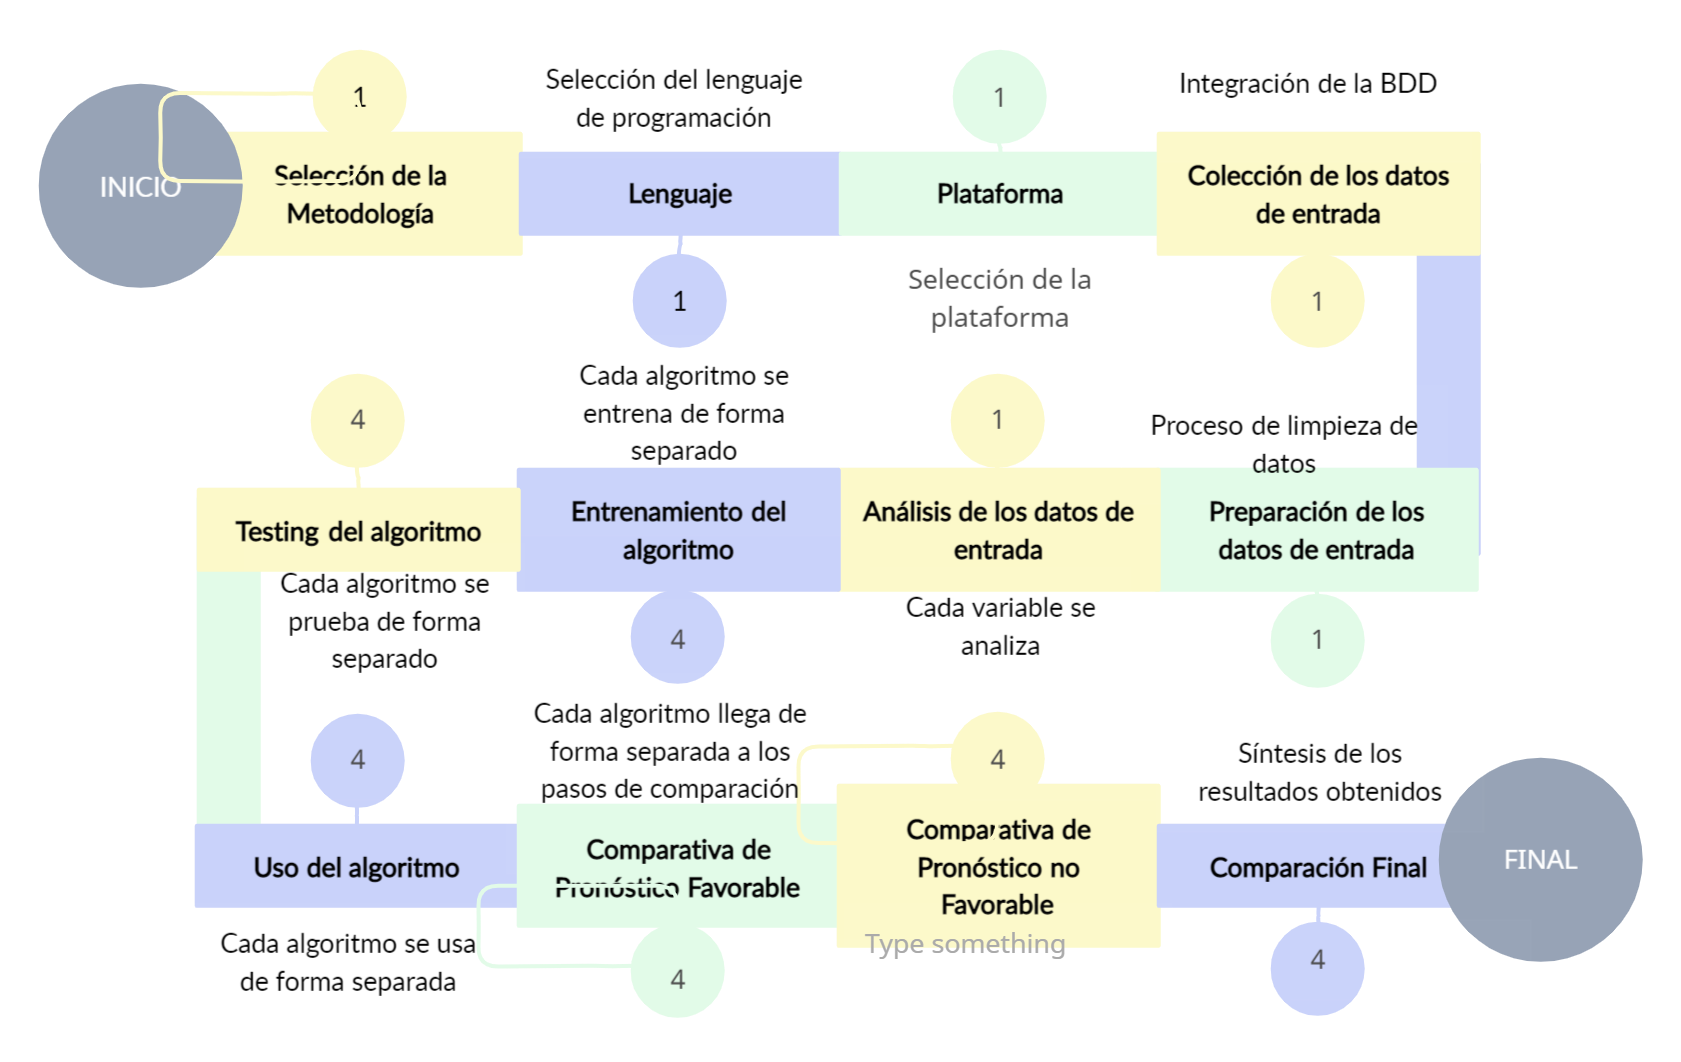 INICIO
1
Selección de la
Metodología
Selección del lenguaje
de programación
Lenguaje
1
1
Plataforma
Selección de la
plataforma
Integración de la BDD
Colección de los datos
de entrada
1
Proceso de limpieza de
datos
Preparación de los
datos de entrada
1
1
Análisis de los datos de
entrada
Cada variable se
analiza
Cada algoritmo se
entrena de forma
separado
Entrenamiento del
algoritmo
4
4
Testing del algoritmo
Cada algoritmo se
prueba de forma
separado
4
Uso del algoritmo
Cada algoritmo se usa
de forma separada
Cada algoritmo llega de
forma separada a los
pasos de comparación
Comparativa de
Pronóstico Favorable
4
4
Comparativa de
Pronóstico no
Favorable
Type something
Síntesis de los
resultados obtenidos
Comparación Final
4
FINAL